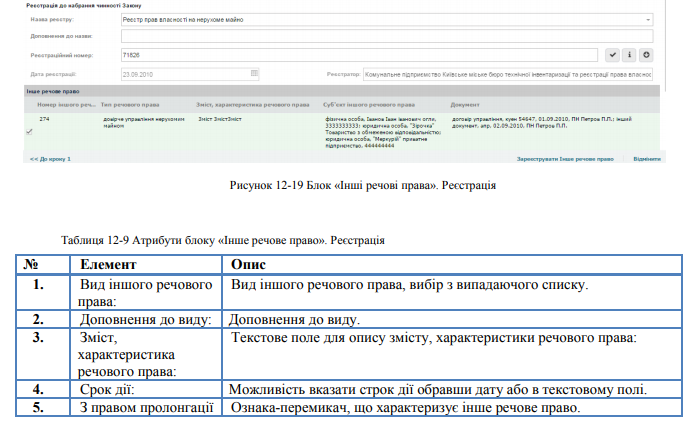 Реєстрація до набрання чинності Закону
Назва реєстру: Реєстр прав власності на нерухоме майно
Доповнення до назви:
Реєстраційний номер: 71626
Дата реєстрації: 23.09.2010 Реєстратор: Комунальне підприємство Київське міське бюро технічної інвентаризації та реєстрації права власнос
Інше речове право
Номер іншого реч... Тип речового права Зміст, характеристика речового права Суб'єкт іншого речового права Документ
274 довірче управління нерухомим Зміст ЗмістЗміст фізична особа, Іванов Іван Іванович огли, договір управління, куен 54647, 01.09.2010, ПН Петров П.П.; інший
майном 3333333333; юридична особа, "Зірочка" документ, апр, 02.09.2010, ПН Петров П.П.
Товариство з обмеженою відповідальністю;
юридична особа, "Меркурій" приватне
підприємство, 444444444
<< До кроку 1 Зареєструвати Інше речове право Відмінити
Рисунок 12-19 Блок «Інші речові права». Реєстрація
Таблиця 12-9 Атрибути блоку «Інше речове право». Реєстрація
№ Елемент Опис
1. Вид іншого речового Вид іншого речового права, вибір з випадаючого списку.
права:
2. Доповнення до виду: Доповнення до виду.
3. Зміст, Текстове поле для опису змісту, характеристики речового права:
характеристика
речового права:
4. Срок дії: Можливість вказати строк дії обравши дату або в текстовому полі.
5. З правом пролонгації Ознака-перемикач, що характеризує інше речове право.